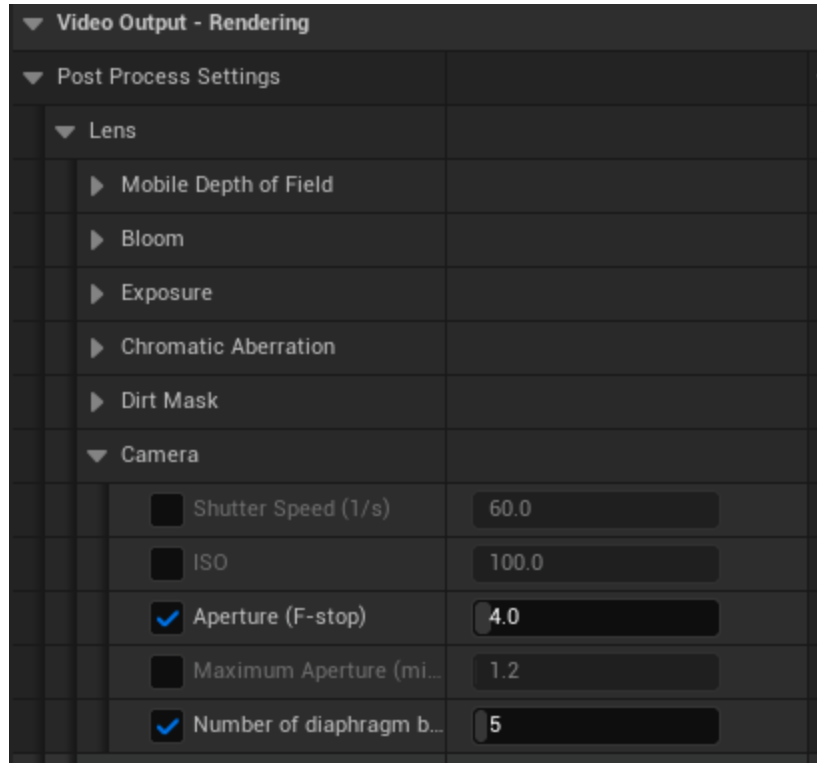 Video Output - Rendering
Post Process Settings
Lens
Mobile Depth of Field
Bloom
Exposure
Chromatic Aberration
Dirt Mask
Camera
Shutter Speed (1/s) 60.0
ISO 100.0
Aperture (F-stop) 4.0
Maximum Aperture (mi... 1.2
Number of diaphragm b... 5